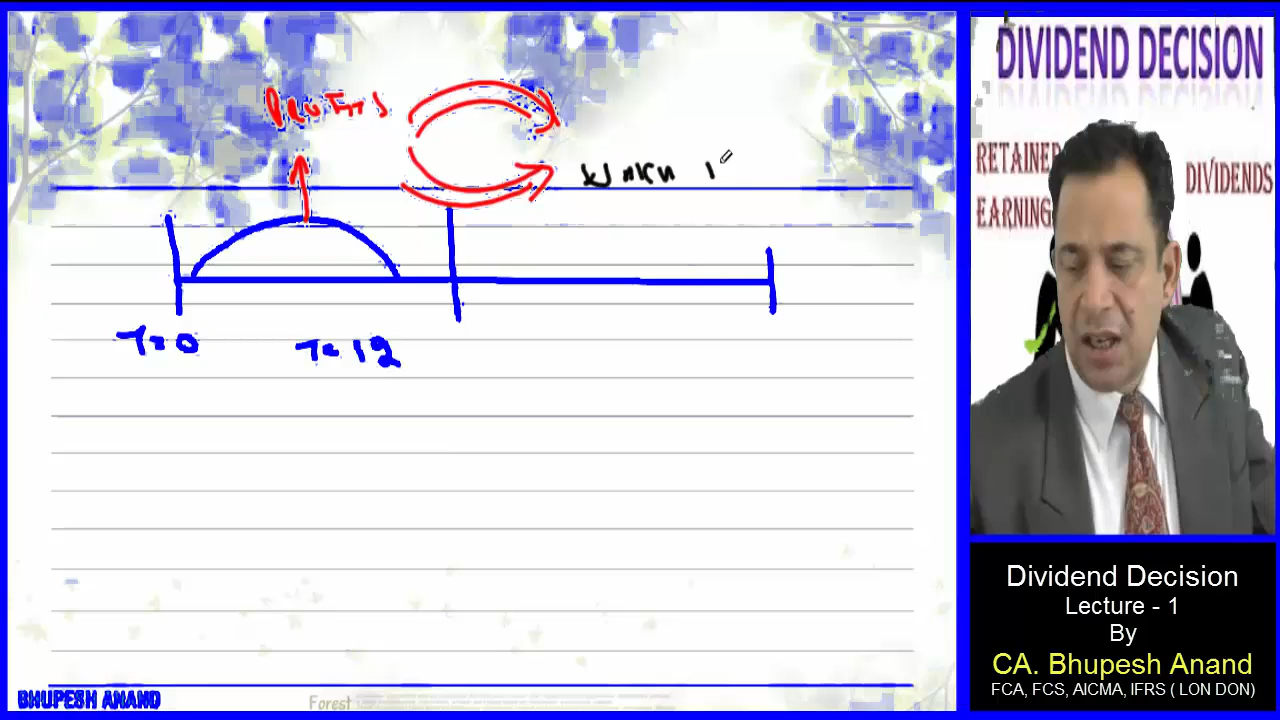 PROFITS
T=0
T=12
BHUPESH ANAND
Forest
DIVIDEND DECISION
RETAINED
EARNING
DIVIDENDS
Dividend Decision
Lecture - 1
By
CA. Bhupesh Anand
FCA, FCS, AICMA, IFRS ( LON DON)